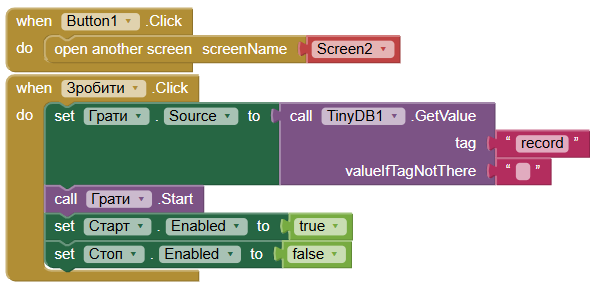 when Button1 .Click
do open another screen screenName Screen2
when Зробити .Click
do set Грати . Source to call TinyDB1 .GetValue
tag " record "
valueIfTagNotThere " "
call Грати .Start
set Старт . Enabled to true
set Стоп . Enabled to false